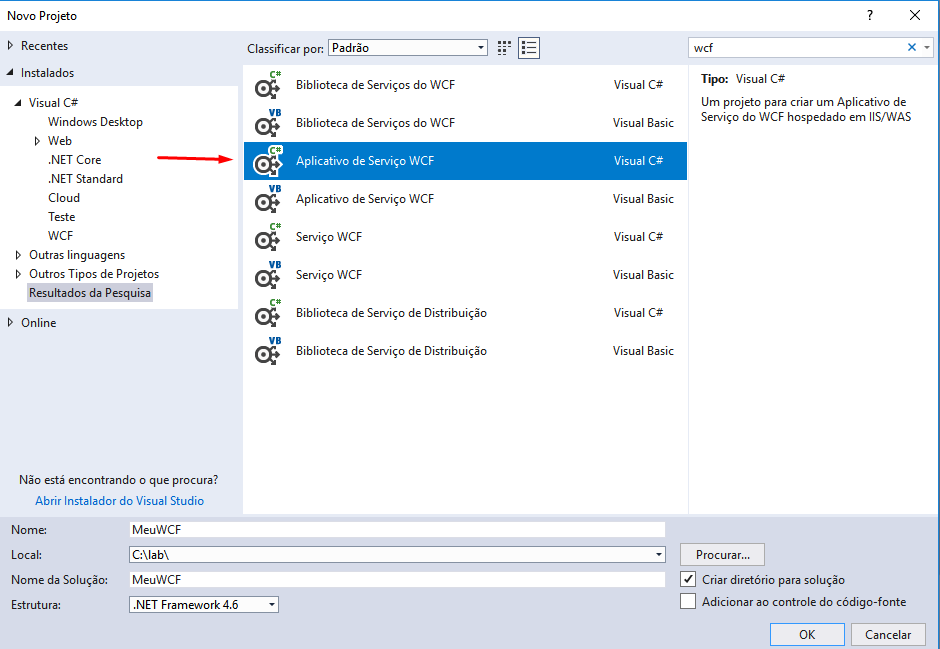 Novo Projeto
?
Recentes
Instalados
Visual C#
Windows Desktop
Web
.NET Core
.NET Standard
Cloud
Teste
WCF
Outras linguagens
Outros Tipos de Projetos
Resultados da Pesquisa
Online
Não está encontrando o que procura?
Abrir Instalador do Visual Studio
Classificar por: Padrão
C# Biblioteca de Serviços do WCF Visual C#
VB Biblioteca de Serviços do WCF Visual Basic
C# Aplicativo de Serviço WCF Visual C#
VB Aplicativo de Serviço WCF Visual Basic
C# Serviço WCF Visual C#
VB Serviço WCF Visual Basic
C# Biblioteca de Serviço de Distribuição Visual C#
VB Biblioteca de Serviço de Distribuição Visual Basic
wcf
Tipo: Visual C#
Um projeto para criar um Aplicativo de
Serviço do WCF hospedado em IIS/WAS
Nome: MeuWCF
Local: C:\lab\ Procurar...
Nome da Solução: MeuWCF Criar diretório para solução
Estrutura: .NET Framework 4.6 Adicionar ao controle do código-fonte
OK Cancelar